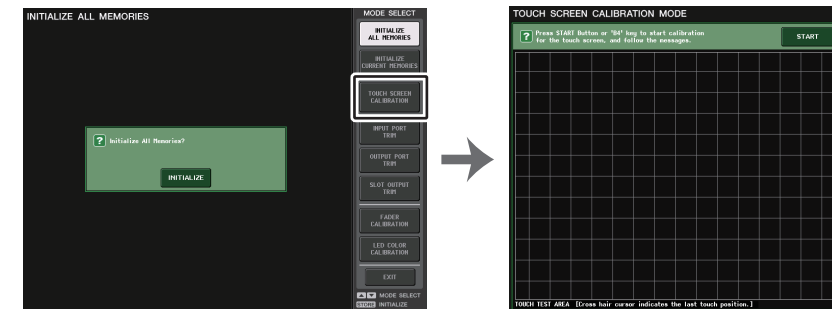 INITIALIZE ALL MEMORIES
? Initialize All Memories?
INITIALIZE
MODE SELECT
INITIALIZE
ALL MEMORIES
INITIALIZE
CURRENT MEMORIES
TOUCH SCREEN
CALIBRATION
INPUT PORT
TRIM
OUTPUT PORT
TRIM
SLOT OUTPUT
TRIM
FADER
CALIBRATION
LED COLOR
CALIBRATION
EXIT
MODE SELECT
STORE INITIALIZE
TOUCH SCREEN CALIBRATION MODE
? Press START Button or "B4" key to start calibration
for the touch screen, and follow the messages.
START
TOUCH TEST AREA [Cross hair cursor indicates the last touch position.]